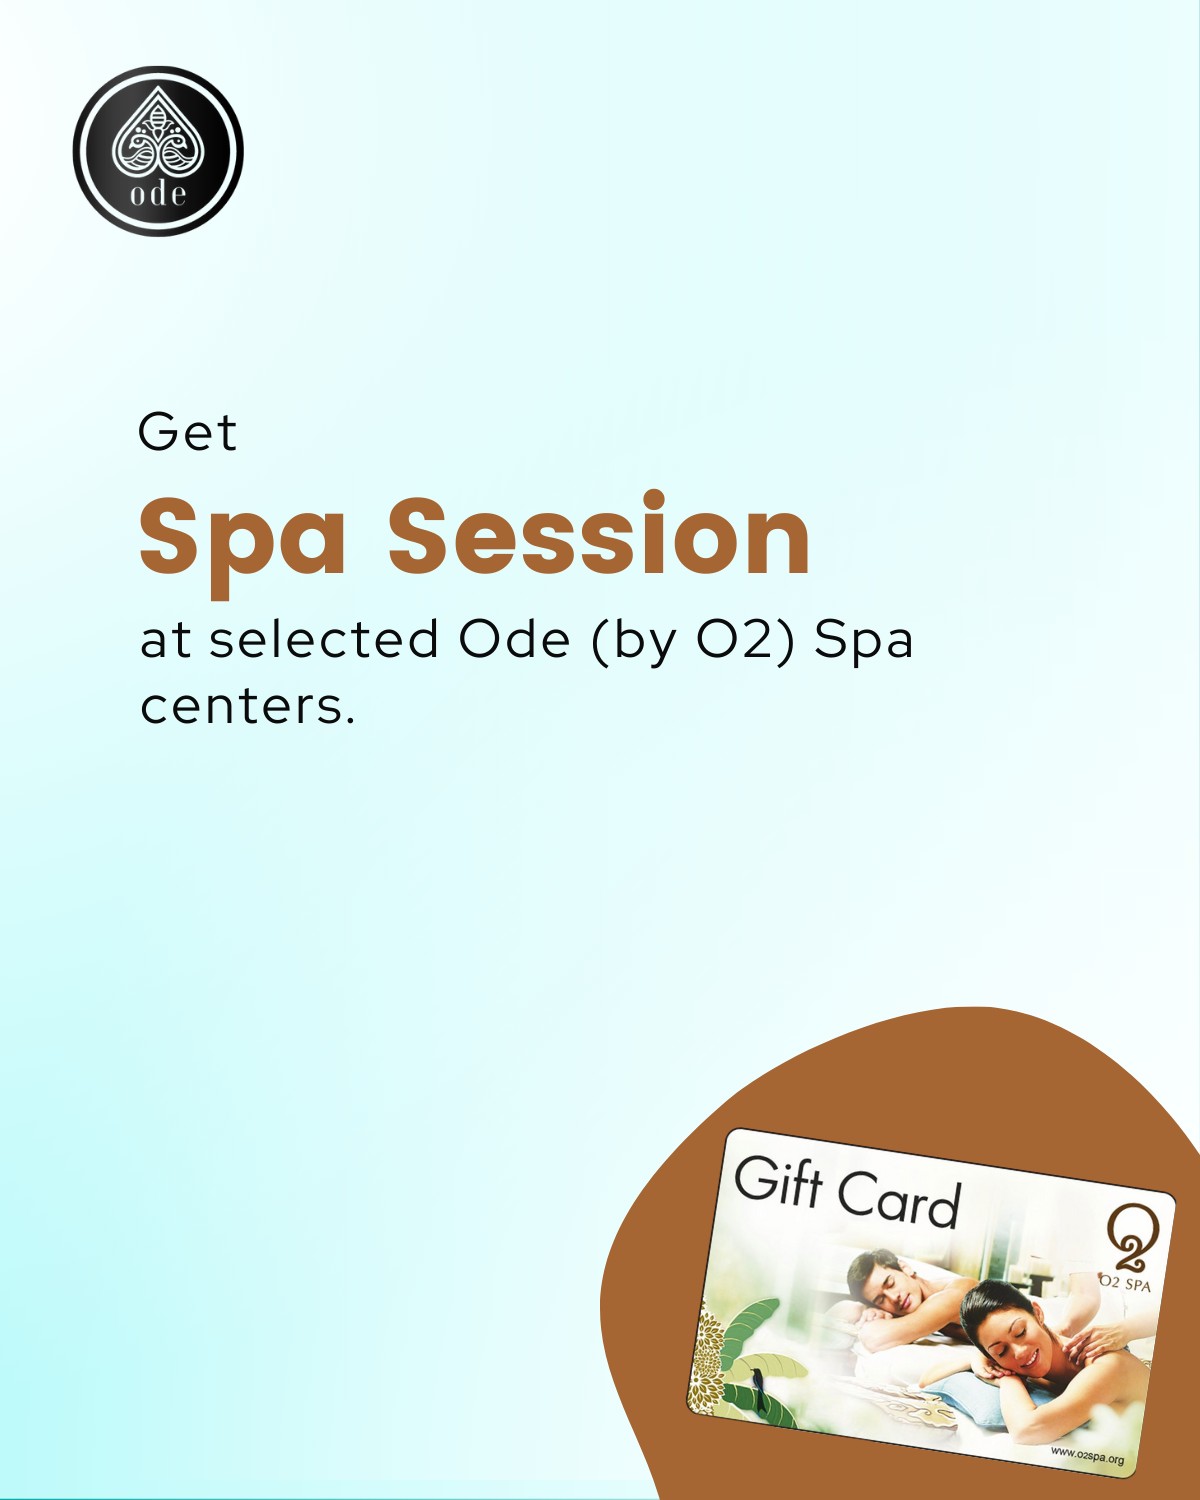 ode
Get
Spa Session
at selected Ode (by O2) Spa
centers.
Gift Card
O2
O2 SPA
www.o2spa.org